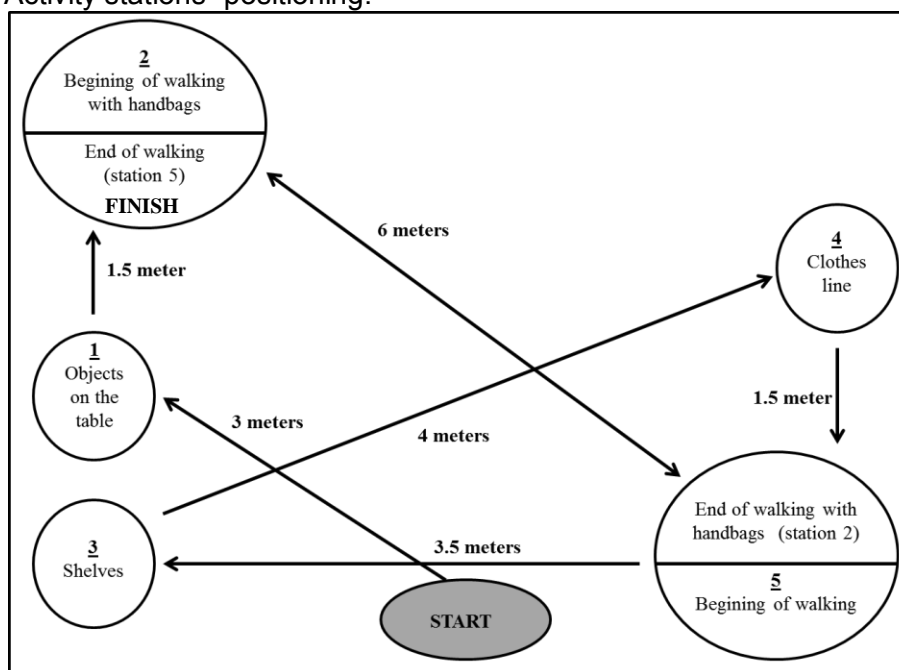 Activity stations' positioning:
2
Begining of walking
with handbags
End of walking
(station 5)
FINISH
6 meters
4
Clothes
line
1.5 meter
1
Objects
on the
table
3 meters
4 meters
1.5 meter
End of walking with
handbags (station 2)
5
Begining of walking
3
Shelves
3.5 meters
START